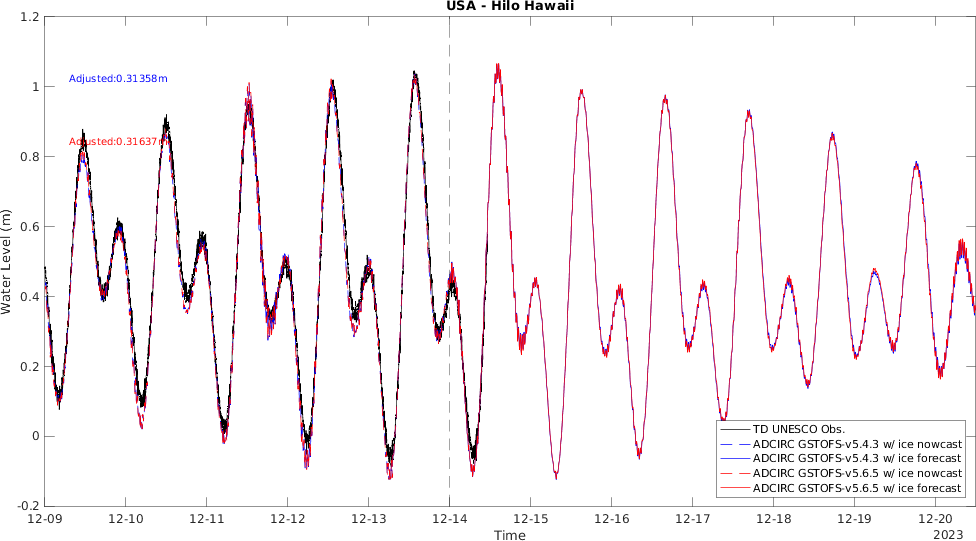 USA - Hilo Hawaii
1.2
1
0.8
0.6
0.4
0.2
0
-0.2
Water Level (m)
Adjusted:0.31358m
Adjusted:0.31637m
TD UNESCO Obs.
ADCIRC GSTOFS-v5.4.3 w/ ice nowcast
ADCIRC GSTOFS-v5.4.3 w/ ice forecast
ADCIRC GSTOFS-v5.6.5 w/ ice nowcast
ADCIRC GSTOFS-v5.6.5 w/ ice forecast
12-09 12-10 12-11 12-12 12-13 12-14 12-15 12-16 12-17 12-18 12-19 12-20
2023
Time